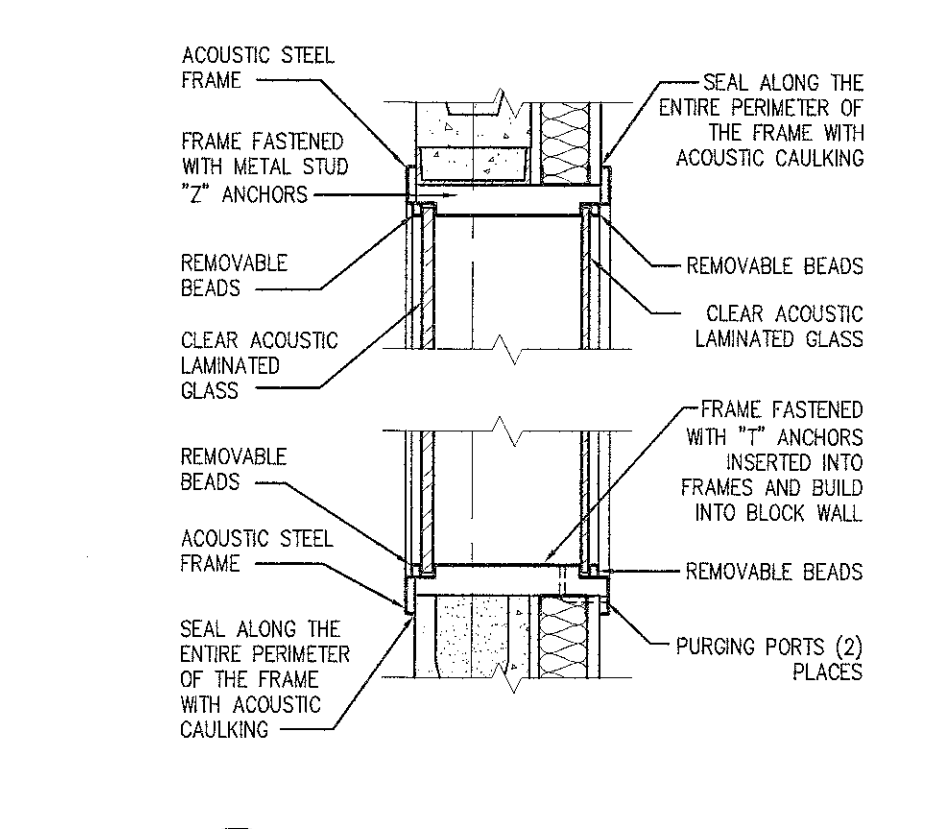 ACOUSTIC STEEL
FRAME
FRAME FASTENED
WITH METAL STUD
"Z" ANCHORS
REMOVABLE
BEADS
CLEAR ACOUSTIC
LAMINATED
GLASS
REMOVABLE
BEADS
ACOUSTIC STEEL
FRAME
SEAL ALONG THE
ENTIRE PERIMETER
OF THE FRAME
WITH ACOUSTIC
CAULKING
SEAL ALONG THE
ENTIRE PERIMETER OF
THE FRAME WITH
ACOUSTIC CAULKING
REMOVABLE BEADS
CLEAR ACOUSTIC
LAMINATED GLASS
FRAME FASTENED
WITH "T" ANCHORS
INSERTED INTO
FRAMES AND BUILD
INTO BLOCK WALL
REMOVABLE BEADS
PURGING PORTS (2)
PLACES